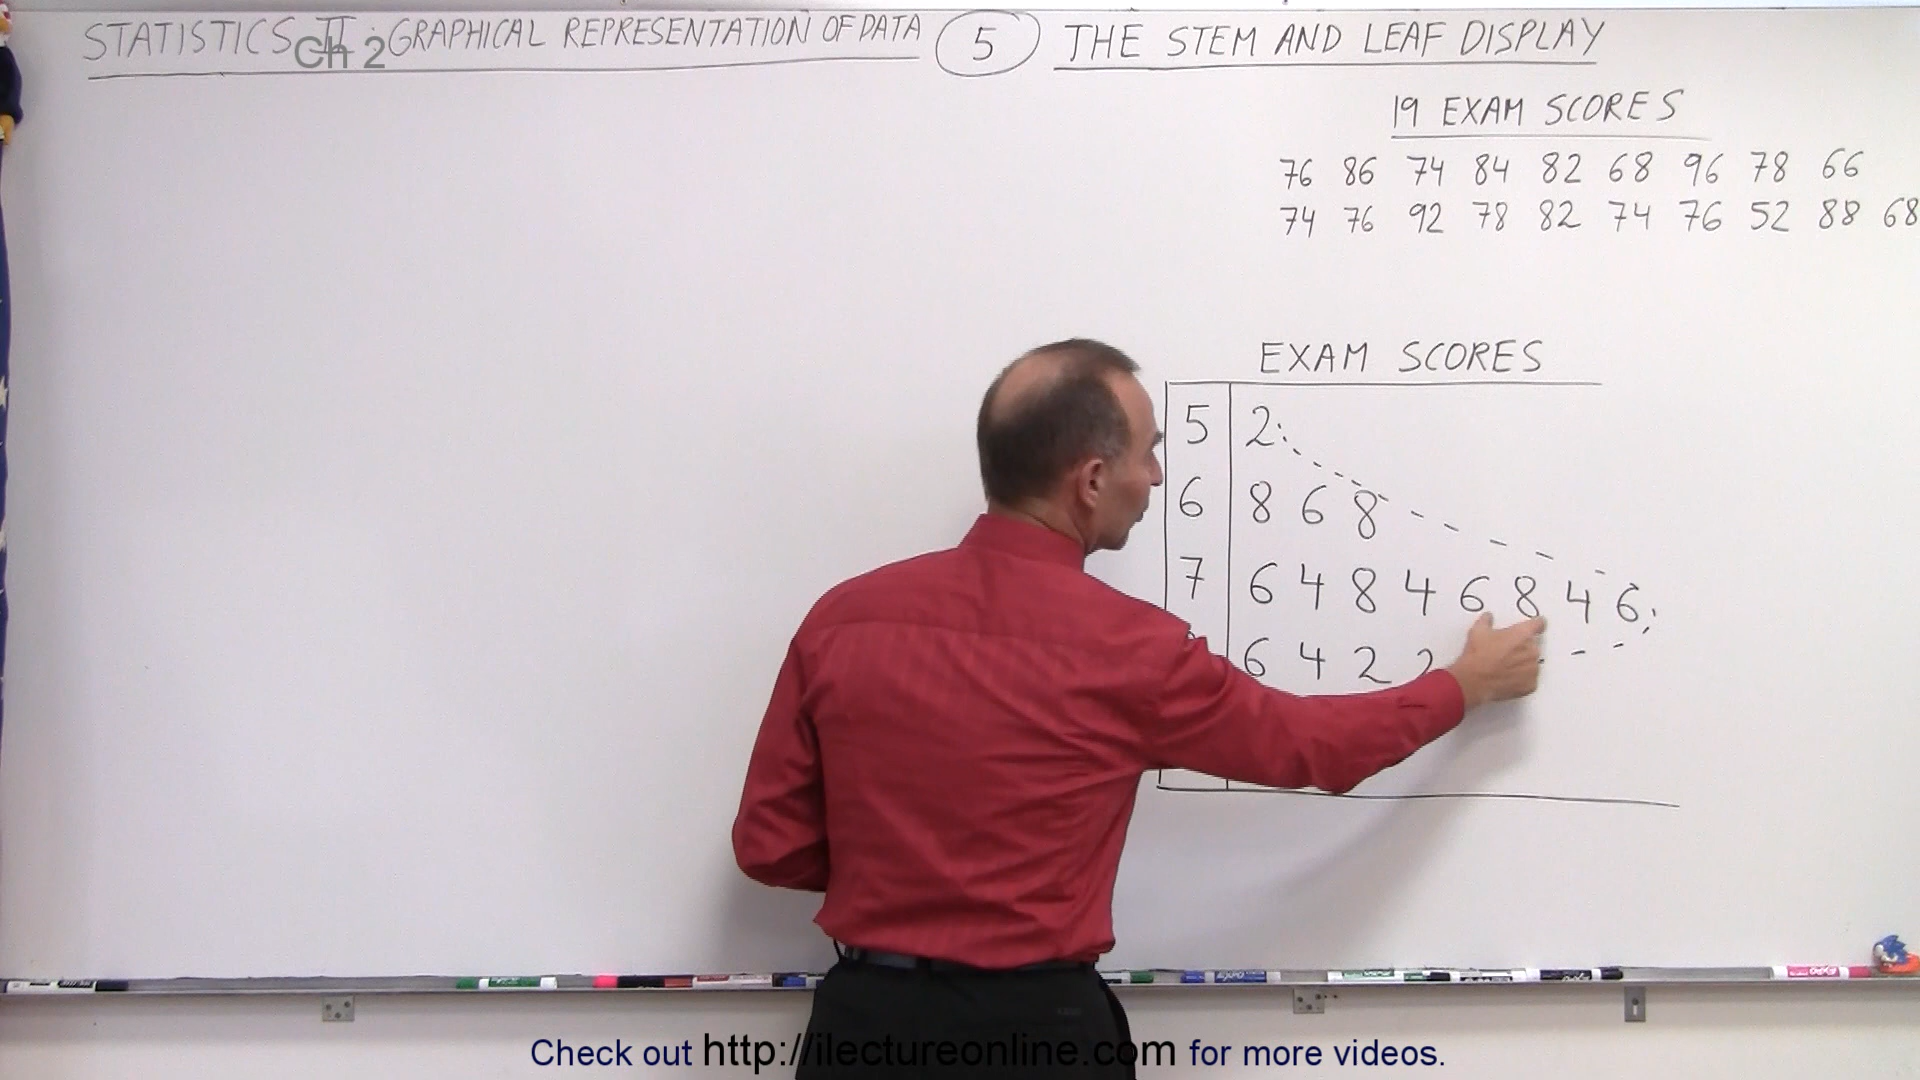 STATISTICS II: GRAPHICAL REPRESENTATION OF DATA 5 THE STEM AND LEAF DISPLAY
Ch 2
19 EXAM SCORES
76 86 74 84 82 68 96 78 66
74 76 92 78 82 74 76 52 88 68
EXAM SCORES
5 2
6 8 6 8
7 6 4 8 4 6 8 4 6
6 4 2 2
Check out http://ilectureonline.com for more videos.